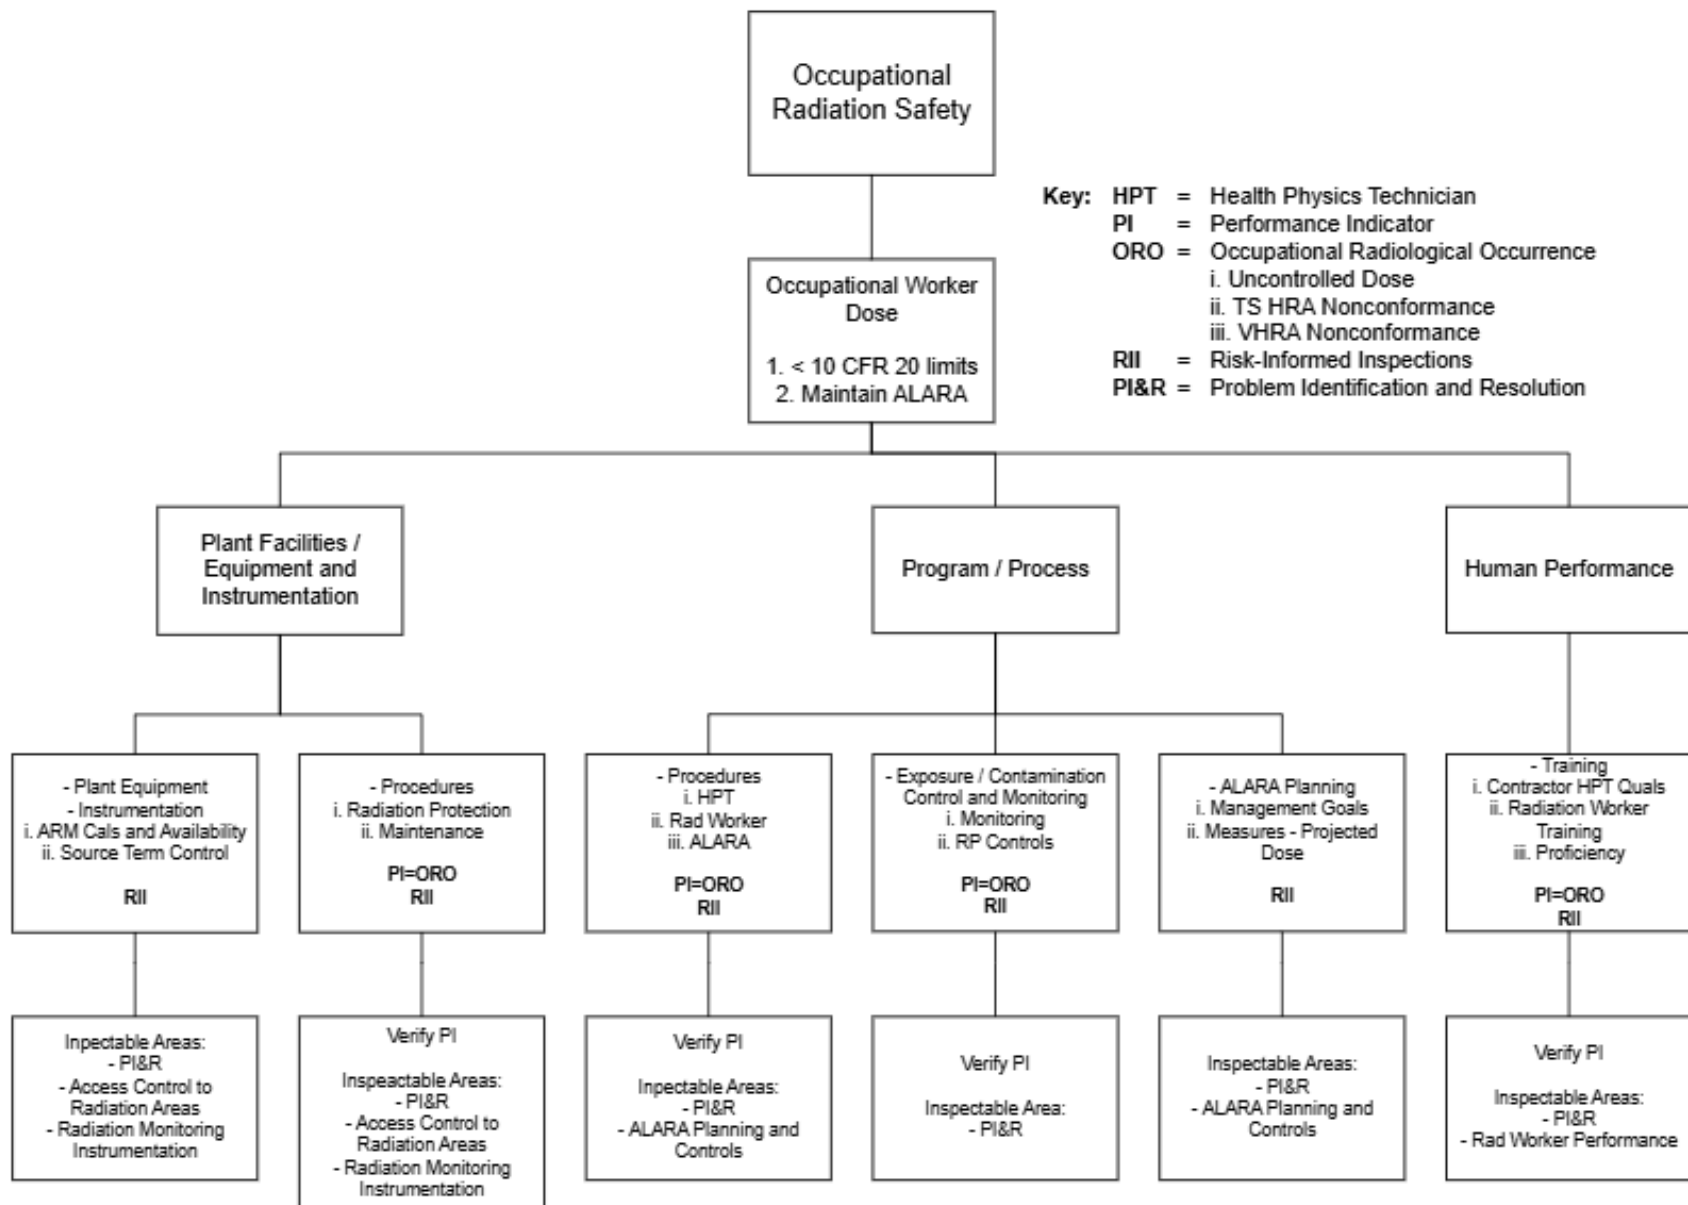 Occupational
Radiation Safety
Key: HPT = Health Physics Technician
PI = Performance Indicator
ORO = Occupational Radiological Occurrence
i. Uncontrolled Dose
ii. TS HRA Nonconformance
iii. VHRA Nonconformance
RII = Risk-Informed Inspections
PI&R = Problem Identification and Resolution
Occupational Worker
Dose
1. < 10 CFR 20 limits
2. Maintain ALARA
Plant Facilities /
Equipment and
Instrumentation
Program / Process
Human Performance
- Plant Equipment
- Instrumentation
i. ARM Cals and Availability
ii. Source Term Control
RII
- Procedures
i. Radiation Protection
ii. Maintenance
PI=ORO
RII
- Procedures
i. HPT
ii. Rad Worker
iii. ALARA
PI=ORO
RII
- Exposure / Contamination
Control and Monitoring
i. Monitoring
ii. RP Controls
PI=ORO
RII
- ALARA Planning
i. Management Goals
ii. Measures - Projected
Dose
RII
- Training
i. Contractor HPT Quals
ii. Radiation Worker
Training
iii. Proficiency
PI=ORO
RII
Inpectable Areas:
- PI&R
- Access Control to
Radiation Areas
- Radiation Monitoring
Instrumentation
Verify PI
Inspeactable Areas:
- PI&R
- Access Control to
Radiation Areas
- Radiation Monitoring
Instrumentation
Verify PI
Inpectable Areas:
- PI&R
- ALARA Planning and
Controls
Verify PI
Inspectable Area:
- PI&R
Inspectable Areas:
- PI&R
- ALARA Planning and
Controls
Verify PI
Inspectable Areas:
- PI&R
- Rad Worker Performance